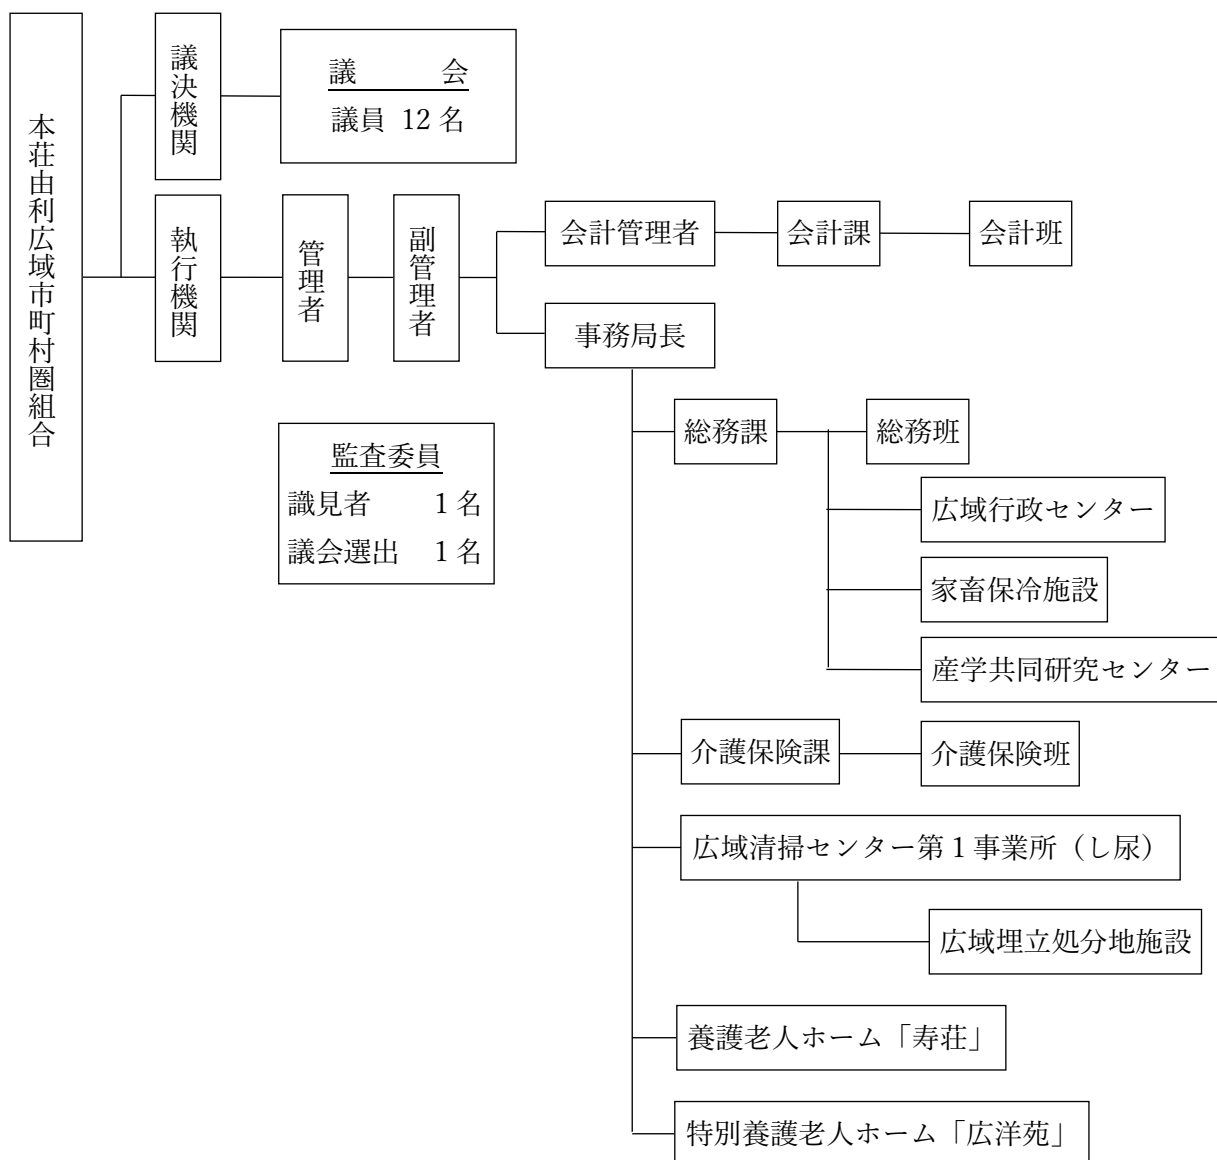 本荘由利広域市町村圏組合
議決機関
議　　　会
議員 12 名
執行機関
管理者
副管理者
会計管理者
会計課
会計班
事務局長
監査委員
識見者　　1 名
議会選出　1 名
総務課
総務班
広域行政センター
家畜保冷施設
産学共同研究センター
介護保険課
介護保険班
広域清掃センター第１事業所（し尿）
広域埋立処分地施設
養護老人ホーム「寿荘」
特別養護老人ホーム「広洋苑」